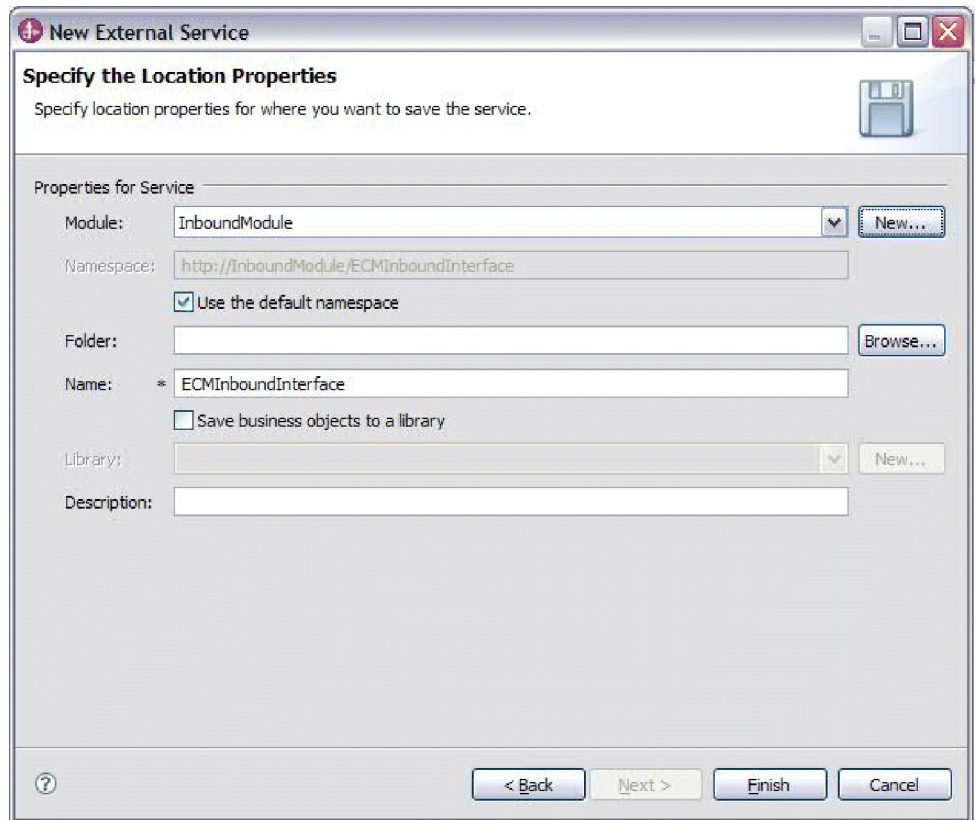 New External Service
Specify the Location Properties
Specify location properties for where you want to save the service.
Properties for Service
Module: InboundModule New...
Namespace: http://InboundModule/ECMInboundInterface
Use the default namespace
Folder: Browse...
Name: * ECMInboundInterface
Save business objects to a library
Library: New...
Description:
? < Back Next > Finish Cancel